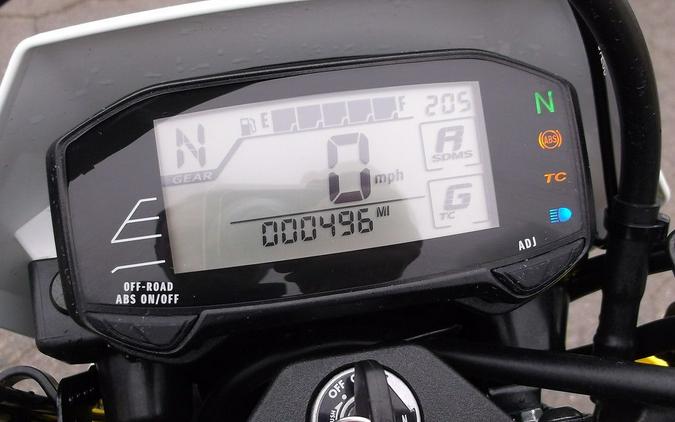 N
GEAR
E F
205
R
SDMS
0 mph
G
TC
000496 MI
N
ABS
TC
ADJ
OFF-ROAD
ABS ON/OFF
OFF